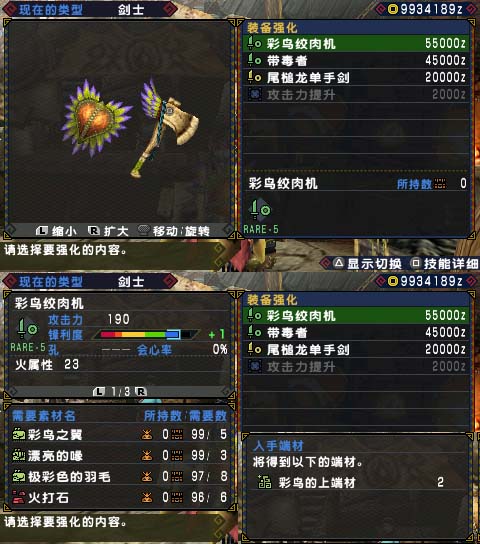 现在的类型 剑士
9934189z
装备强化
彩鸟绞肉机 55000z
带毒者 45000z
尾槌龙单手剑 20000z
攻击力提升 2000z
彩鸟绞肉机 所持数 0
RARE-5
L 缩小 R 扩大 移动/旋转
请选择要强化的内容。
△显示切换 □技能详细
现在的类型 剑士
9934189z
彩鸟绞肉机
攻击力 190
锋利度 +1
RARE-5 孔 --- 会心率 0%
火属性 23
L 1/3 R
需要素材名 所持数/需要数
彩鸟之翼 0 99/ 5
漂亮的喙 0 99/ 3
极彩色的羽毛 0 97/ 8
火打石 0 96/ 6
请选择要强化的内容。
装备强化
彩鸟绞肉机 55000z
带毒者 45000z
尾槌龙单手剑 20000z
攻击力提升 2000z
入手端材
将得到以下的端材。
彩鸟的上端材 2